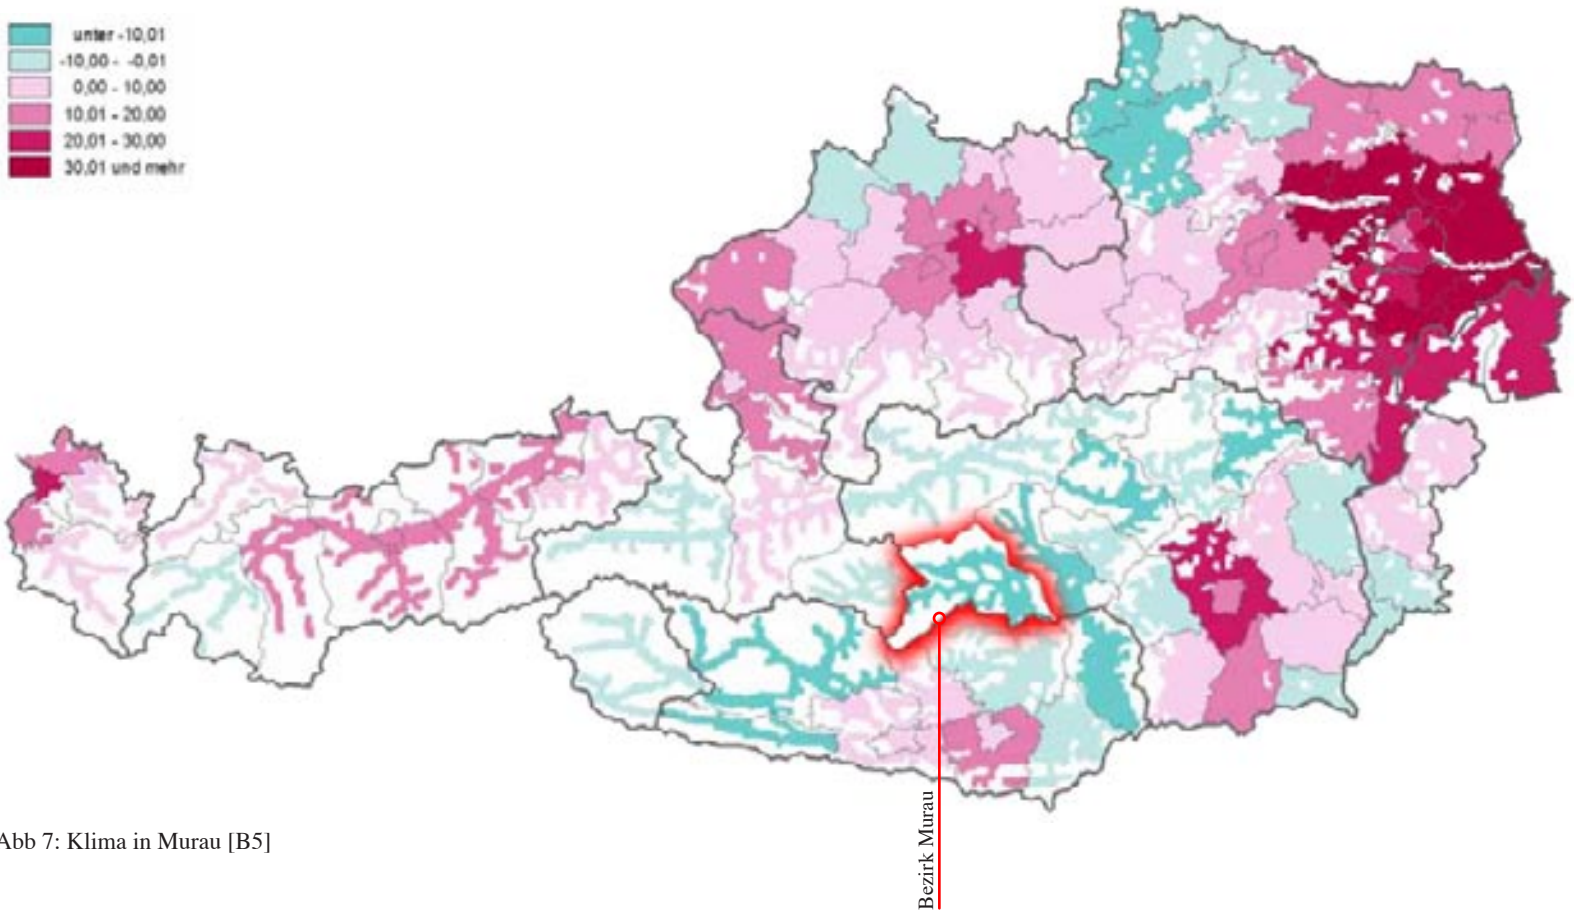 unter -10,01
-10,00 - -0,01
0,00 - 10,00
10,01 - 20,00
20,01 - 30,00
30,01 und mehr
Bezirk Murau
Abb 7: Klima in Murau [B5]